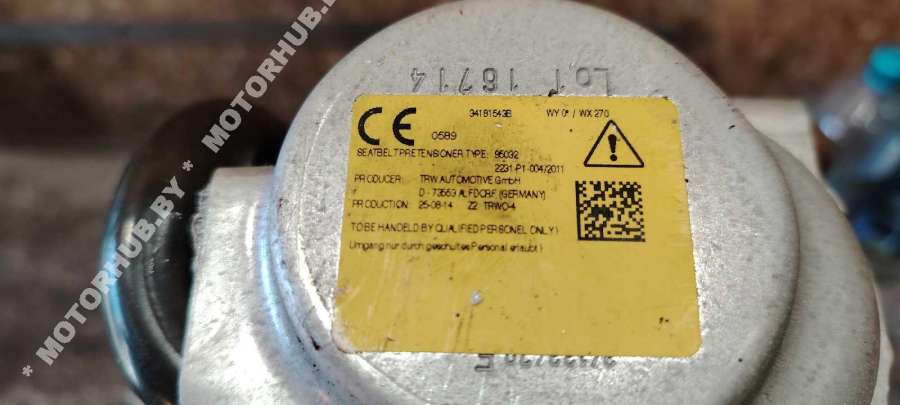 * MOTORHUB.BY * MOTORHUB.BY *
Lot 16714
CE 0589
34181543B WY 0° / WX 270
SEATBELT PRETENSIONER TYPE: 95032
2231-P1-004/2011
PRODUCER: TRW AUTOMOTIVE GmbH
D - 73553 ALFDORF (GERMANY)
PRODUCTION: 25-08-14 Z2 TRWO-4
TO BE HANDELED BY QUALIFIED PERSONEL ONLY)
(Umgang nur durch geschultes Personal erlaubt)